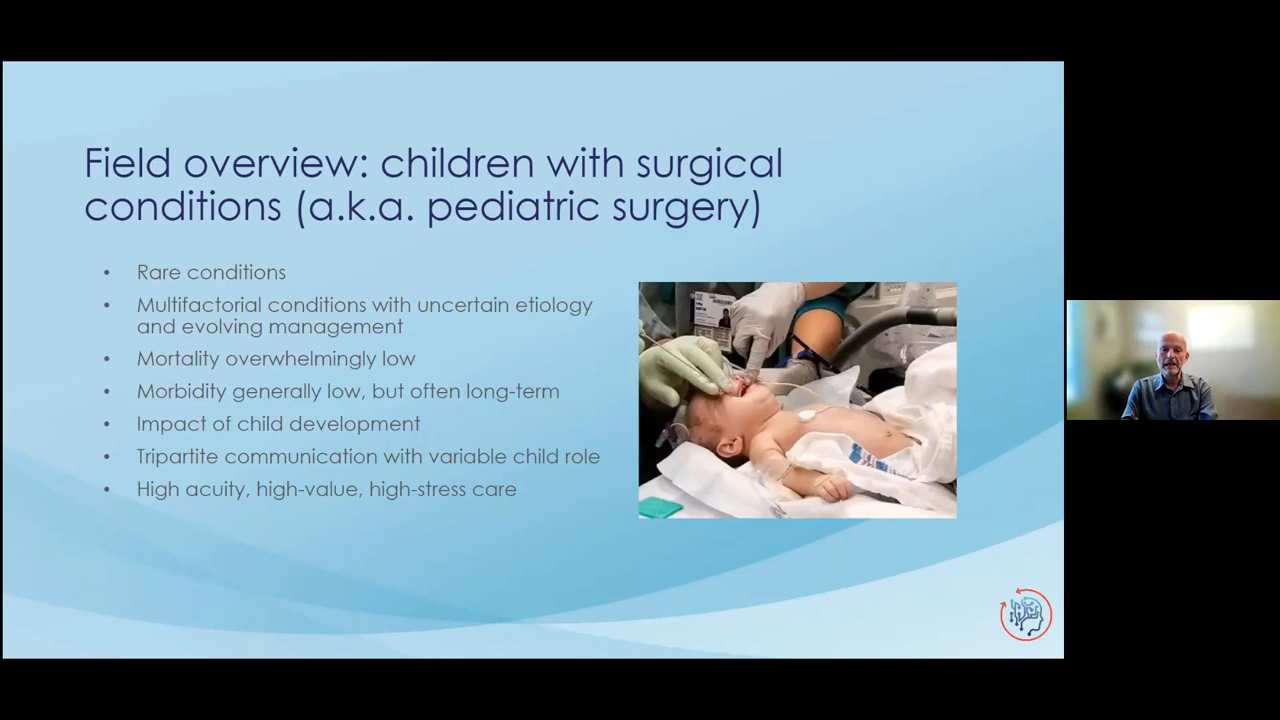 Field overview: children with surgical
conditions (a.k.a. pediatric surgery)
• Rare conditions
• Multifactorial conditions with uncertain etiology
and evolving management
• Mortality overwhelmingly low
• Morbidity generally low, but often long-term
• Impact of child development
• Tripartite communication with variable child role
• High acuity, high-value, high-stress care